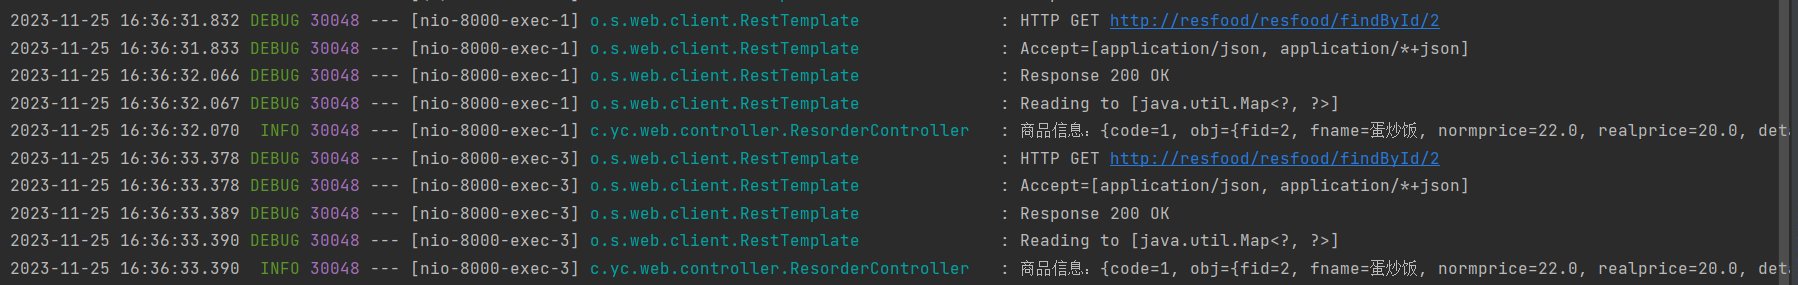 2023-11-25 16:36:31.832 DEBUG 30048 --- [nio-8000-exec-1] o.s.web.client.RestTemplate : HTTP GET http://resfood/resfood/findById/2
2023-11-25 16:36:31.833 DEBUG 30048 --- [nio-8000-exec-1] o.s.web.client.RestTemplate : Accept=[application/json, application/*+json]
2023-11-25 16:36:32.066 DEBUG 30048 --- [nio-8000-exec-1] o.s.web.client.RestTemplate : Response 200 OK
2023-11-25 16:36:32.067 DEBUG 30048 --- [nio-8000-exec-1] o.s.web.client.RestTemplate : Reading to [java.util.Map<?, ?>]
2023-11-25 16:36:32.070 INFO 30048 --- [nio-8000-exec-1] c.yc.web.controller.ResorderController : 商品信息：{code=1, obj={fid=2, fname=蛋炒饭, normprice=22.0, realprice=20.0, deta
2023-11-25 16:36:33.378 DEBUG 30048 --- [nio-8000-exec-3] o.s.web.client.RestTemplate : HTTP GET http://resfood/resfood/findById/2
2023-11-25 16:36:33.378 DEBUG 30048 --- [nio-8000-exec-3] o.s.web.client.RestTemplate : Accept=[application/json, application/*+json]
2023-11-25 16:36:33.389 DEBUG 30048 --- [nio-8000-exec-3] o.s.web.client.RestTemplate : Response 200 OK
2023-11-25 16:36:33.390 DEBUG 30048 --- [nio-8000-exec-3] o.s.web.client.RestTemplate : Reading to [java.util.Map<?, ?>]
2023-11-25 16:36:33.390 INFO 30048 --- [nio-8000-exec-3] c.yc.web.controller.ResorderController : 商品信息：{code=1, obj={fid=2, fname=蛋炒饭, normprice=22.0, realprice=20.0, det